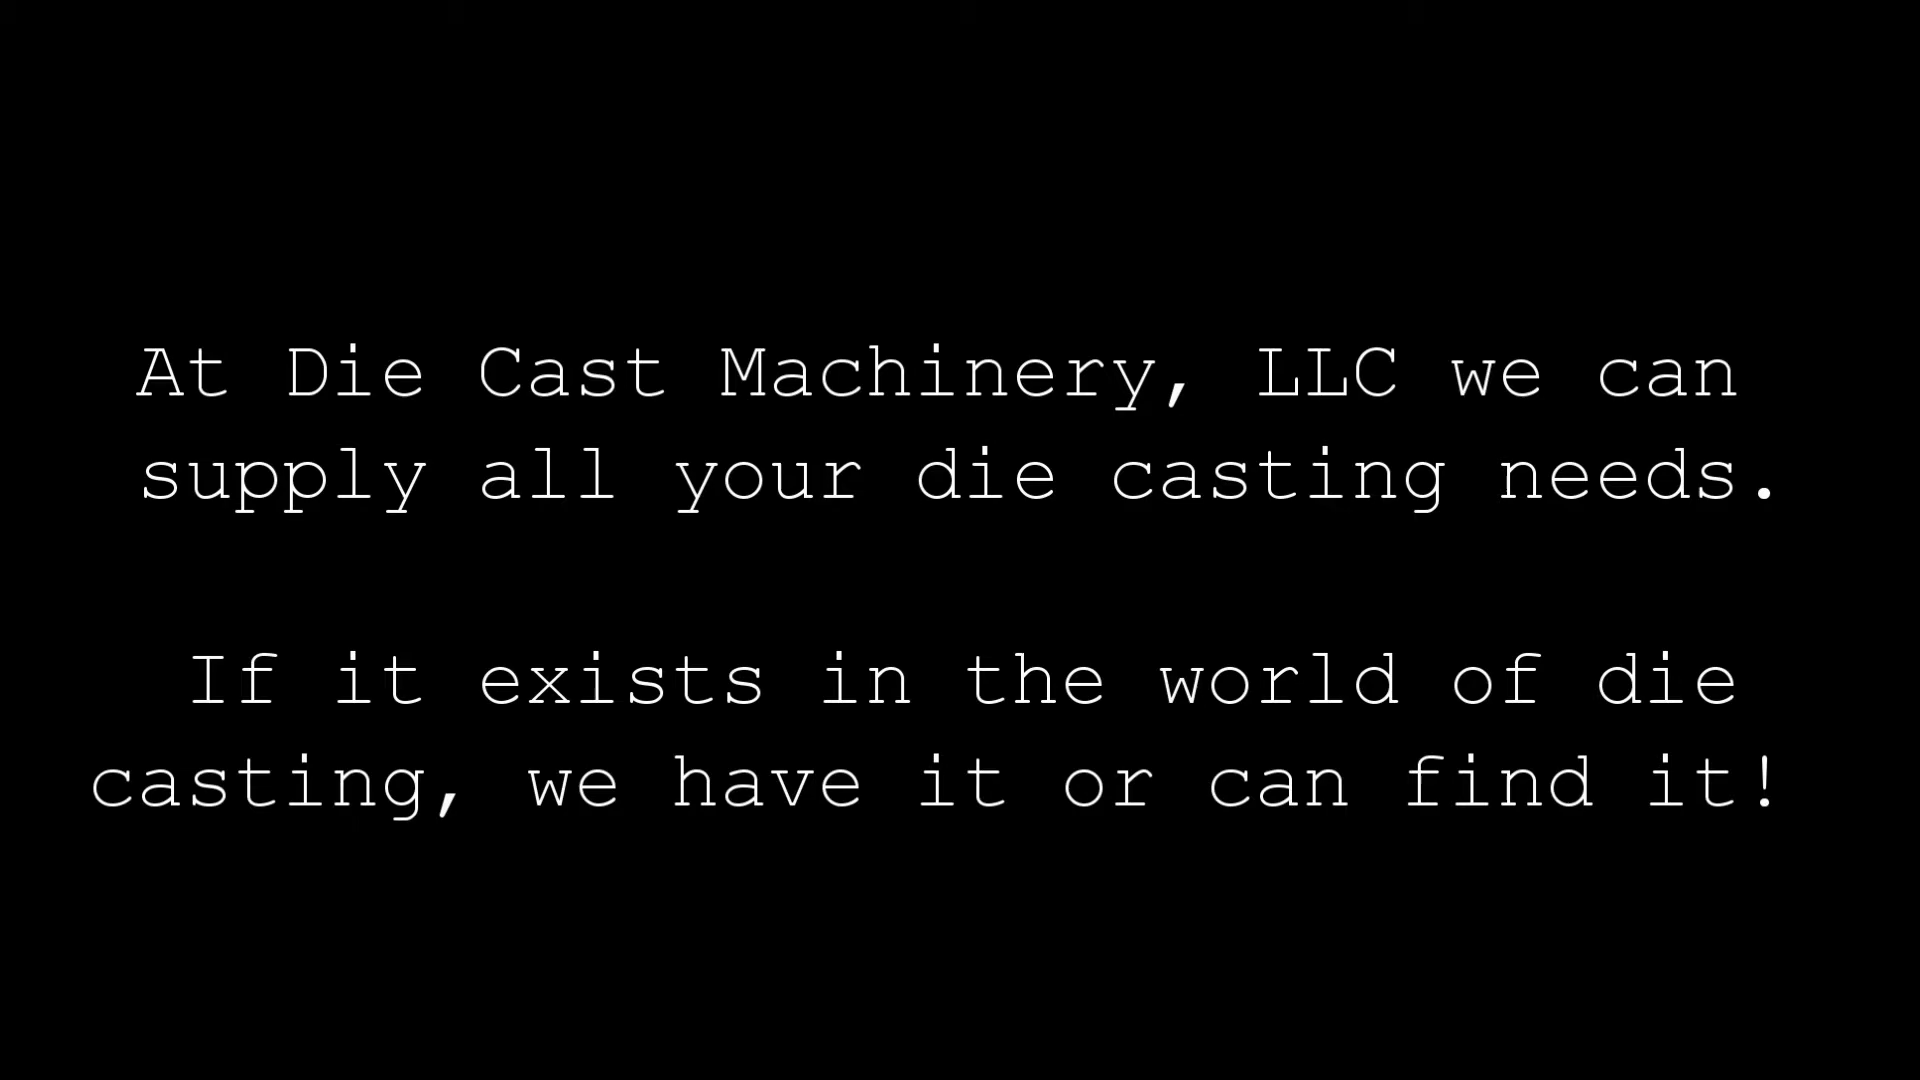 At Die Cast Machinery, LLC we can
supply all your die casting needs.
If it exists in the world of die
casting, we have it or can find it!